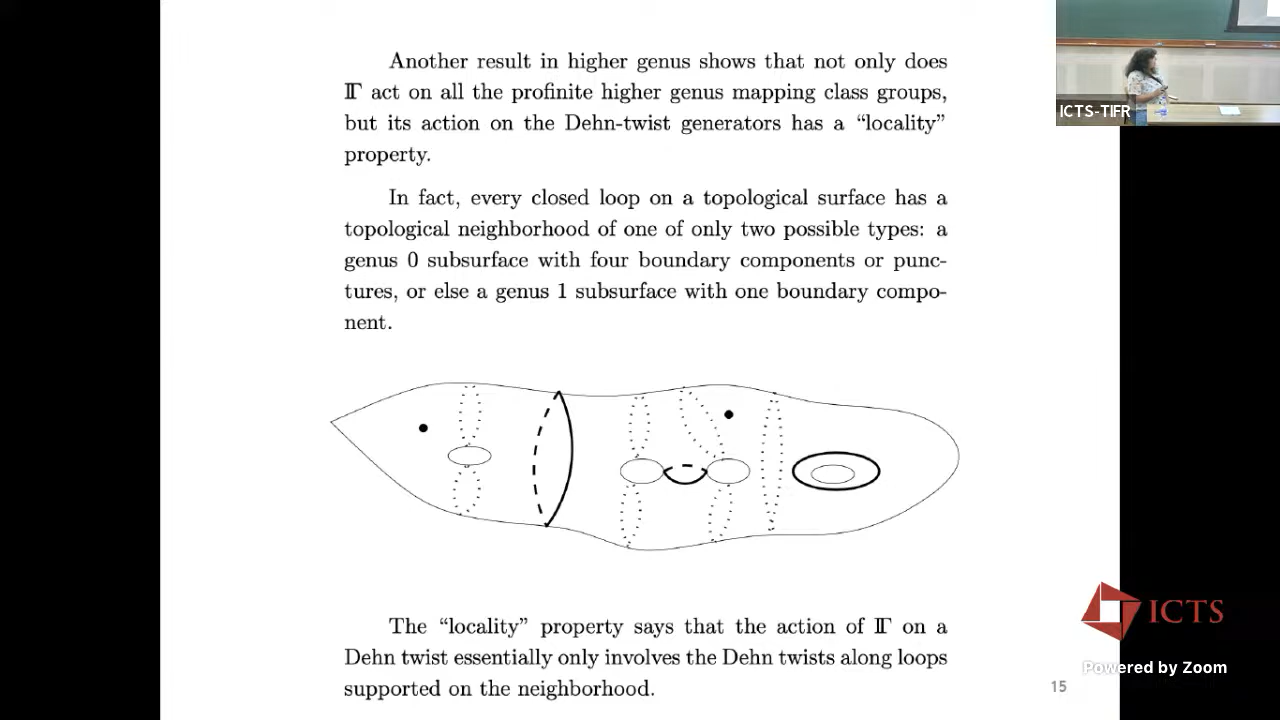 Another result in higher genus shows that not only does
𝕀Γ act on all the profinite higher genus mapping class groups,
but its action on the Dehn-twist generators has a “locality”
property.
In fact, every closed loop on a topological surface has a
topological neighborhood of one of only two possible types: a
genus 0 subsurface with four boundary components or punc-
tures, or else a genus 1 subsurface with one boundary compo-
nent.
The “locality” property says that the action of 𝕀Γ on a
Dehn twist essentially only involves the Dehn twists along loops
supported on the neighborhood.
15
ICTS-TIFR
ICTS
Powered by Zoom